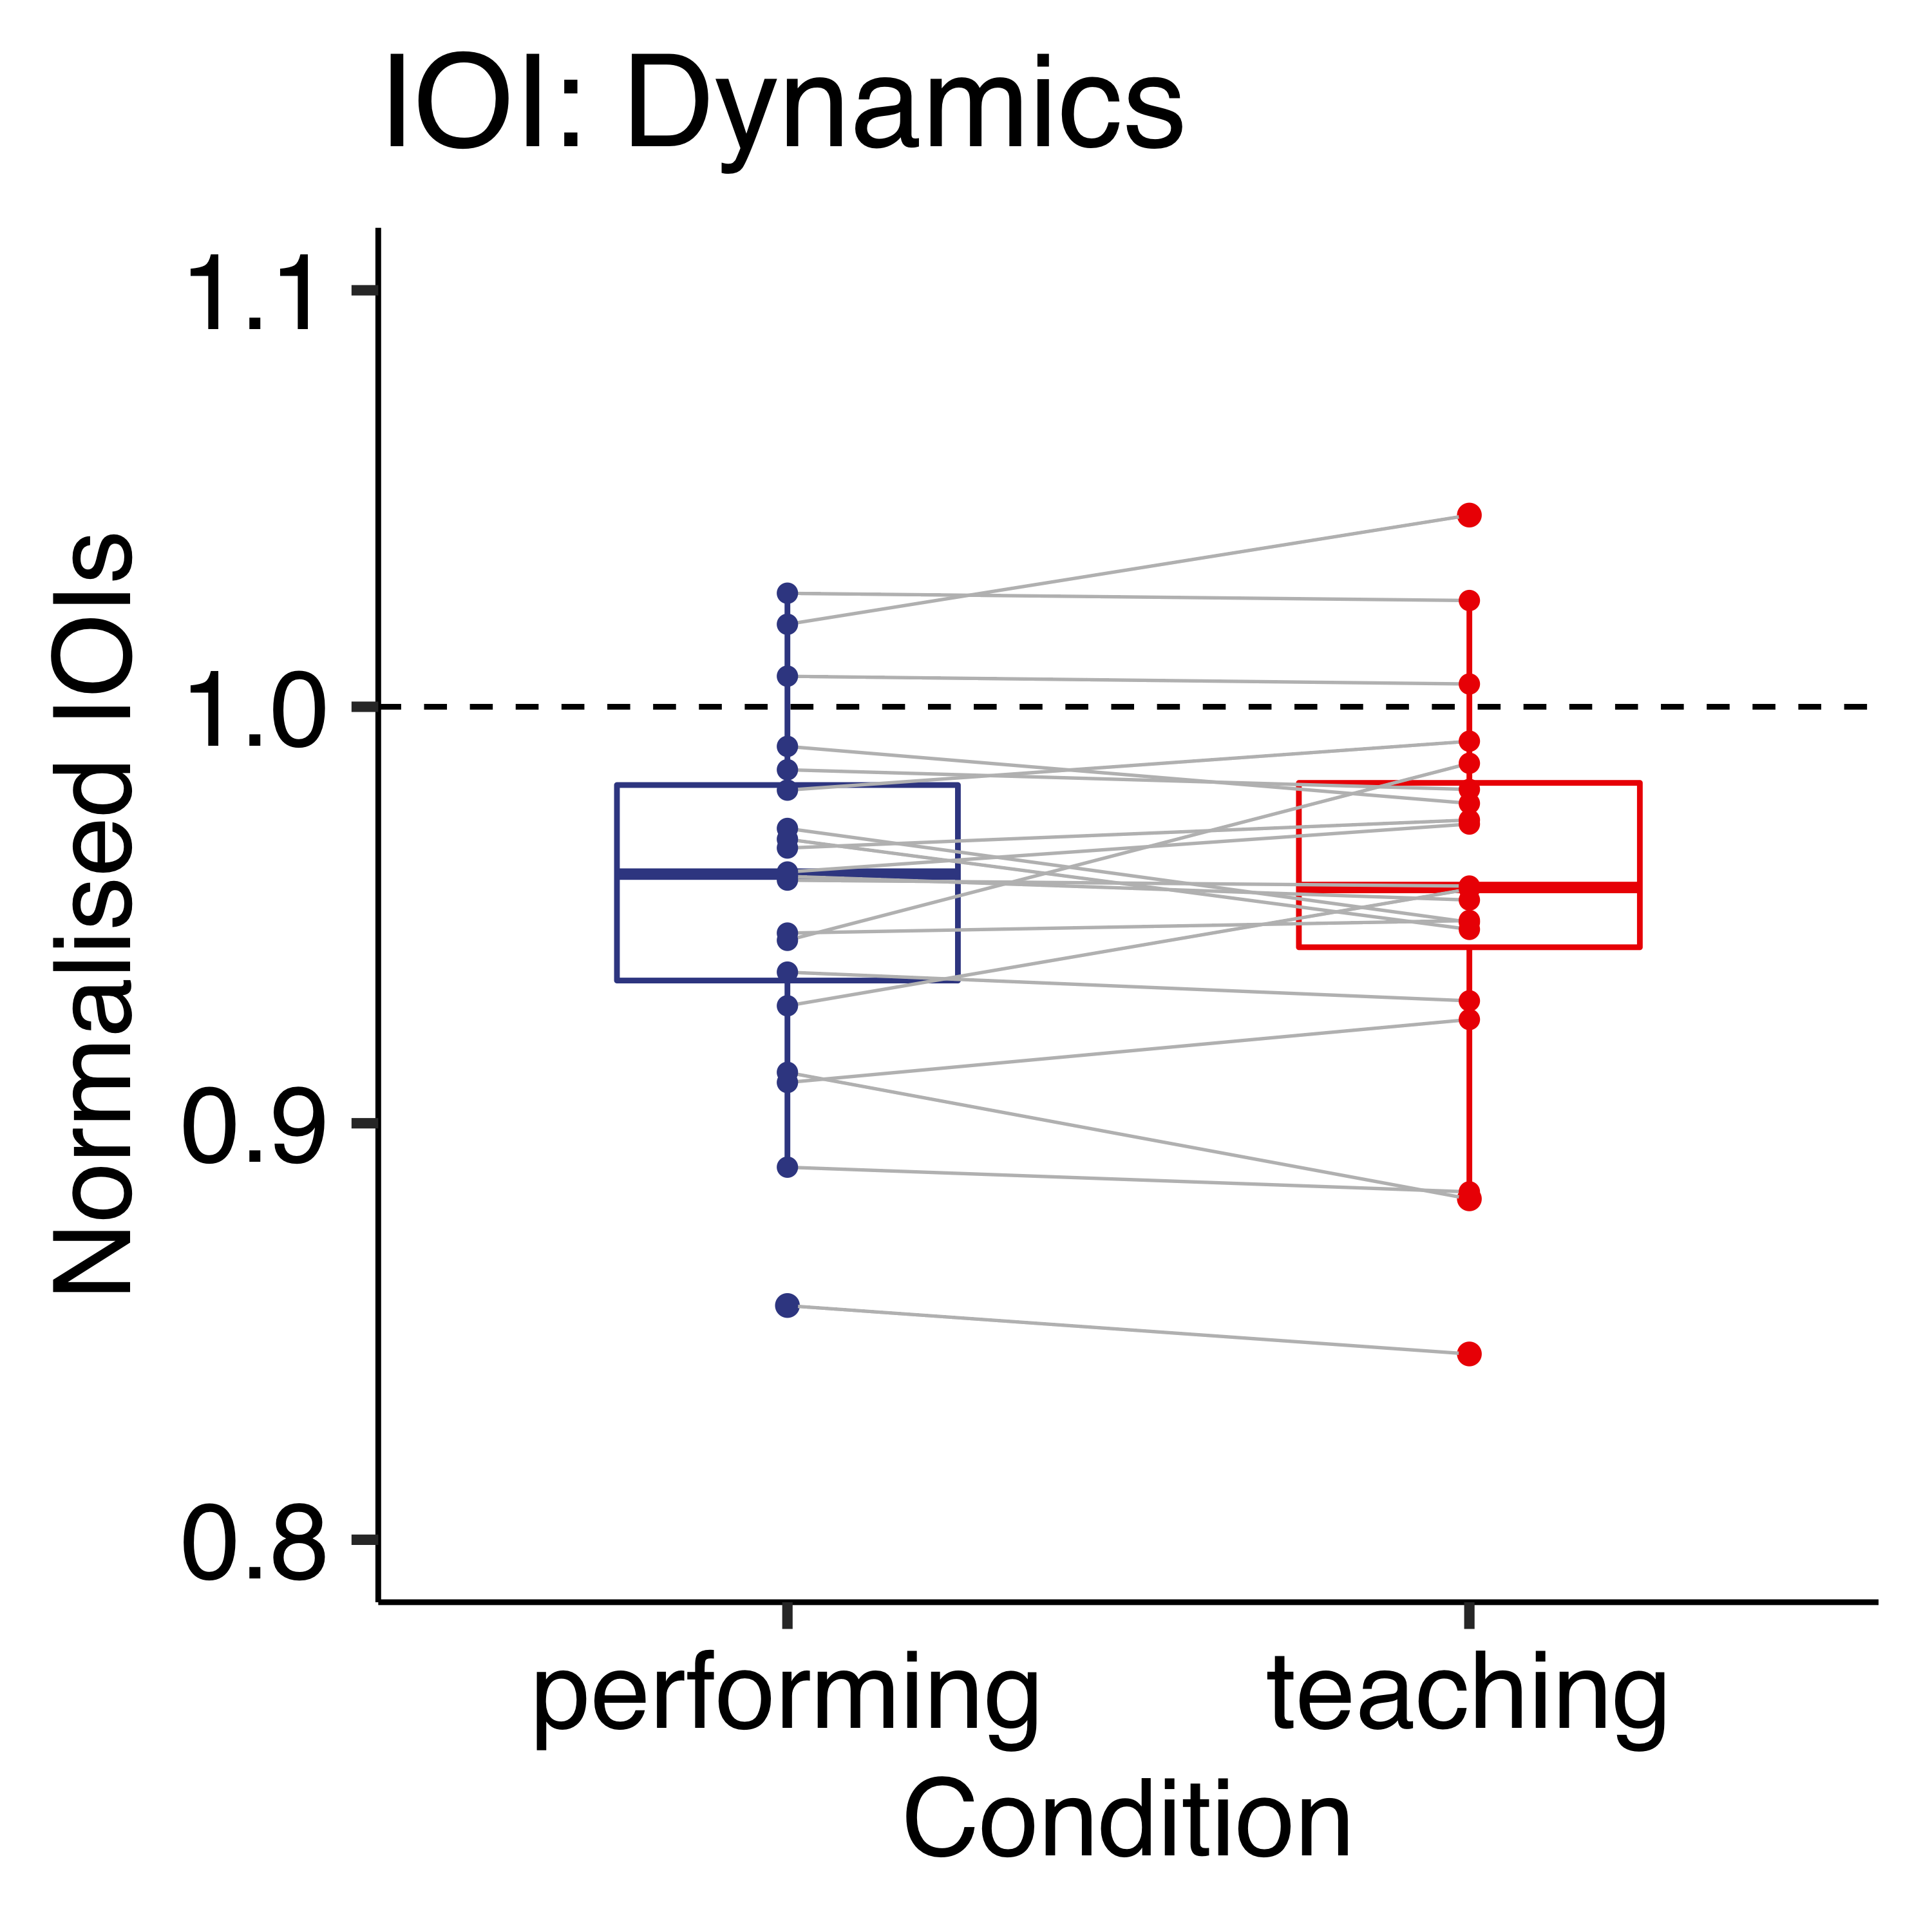 IOI: Dynamics
Normalised IOIs
1.1
1.0
0.9
0.8
performing teaching
Condition